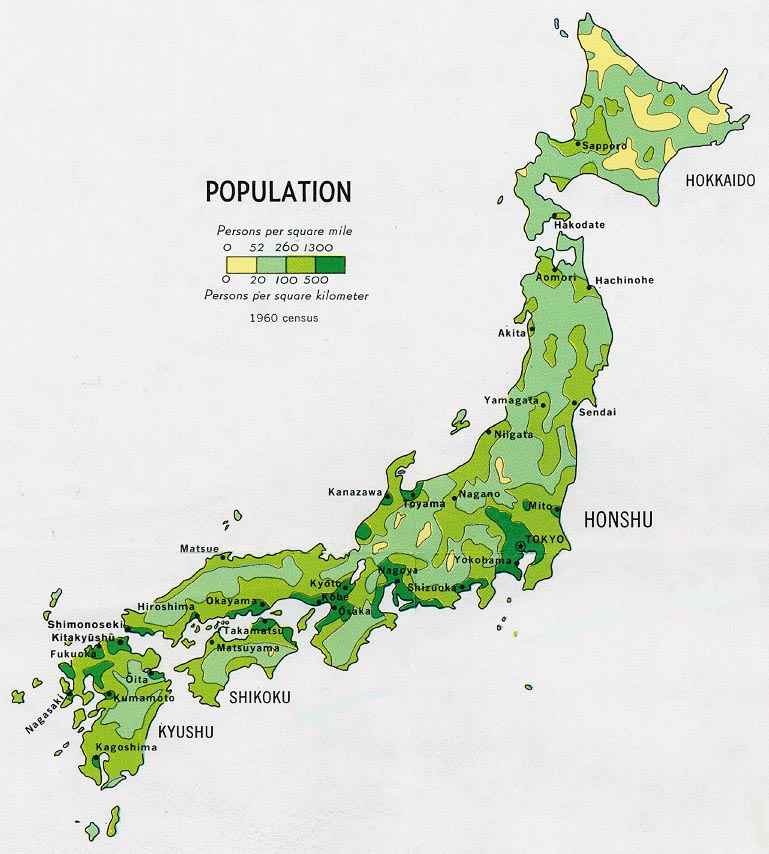 POPULATION
Persons per square mile
0 52 260 1300
0 20 100 500
Persons per square kilometer
1960 census
Sapporo
HOKKAIDO
Hakodate
Aomori
Hachinohe
Akita
Yamagata
Sendai
Niigata
Kanazawa
Toyama
Nagano
Mito
HONSHU
TOKYO
Matsue
Yokohama
Nagoya
Kyōto
Shizuoka
Kōbe
Okayama
Hiroshima
Ōsaka
Shimonoseki
Takamatsu
Kitakyūshū
Matsuyama
Fukuoka
Ōita
Nagasaki
Kumamoto
SHIKOKU
KYUSHU
Kagoshima